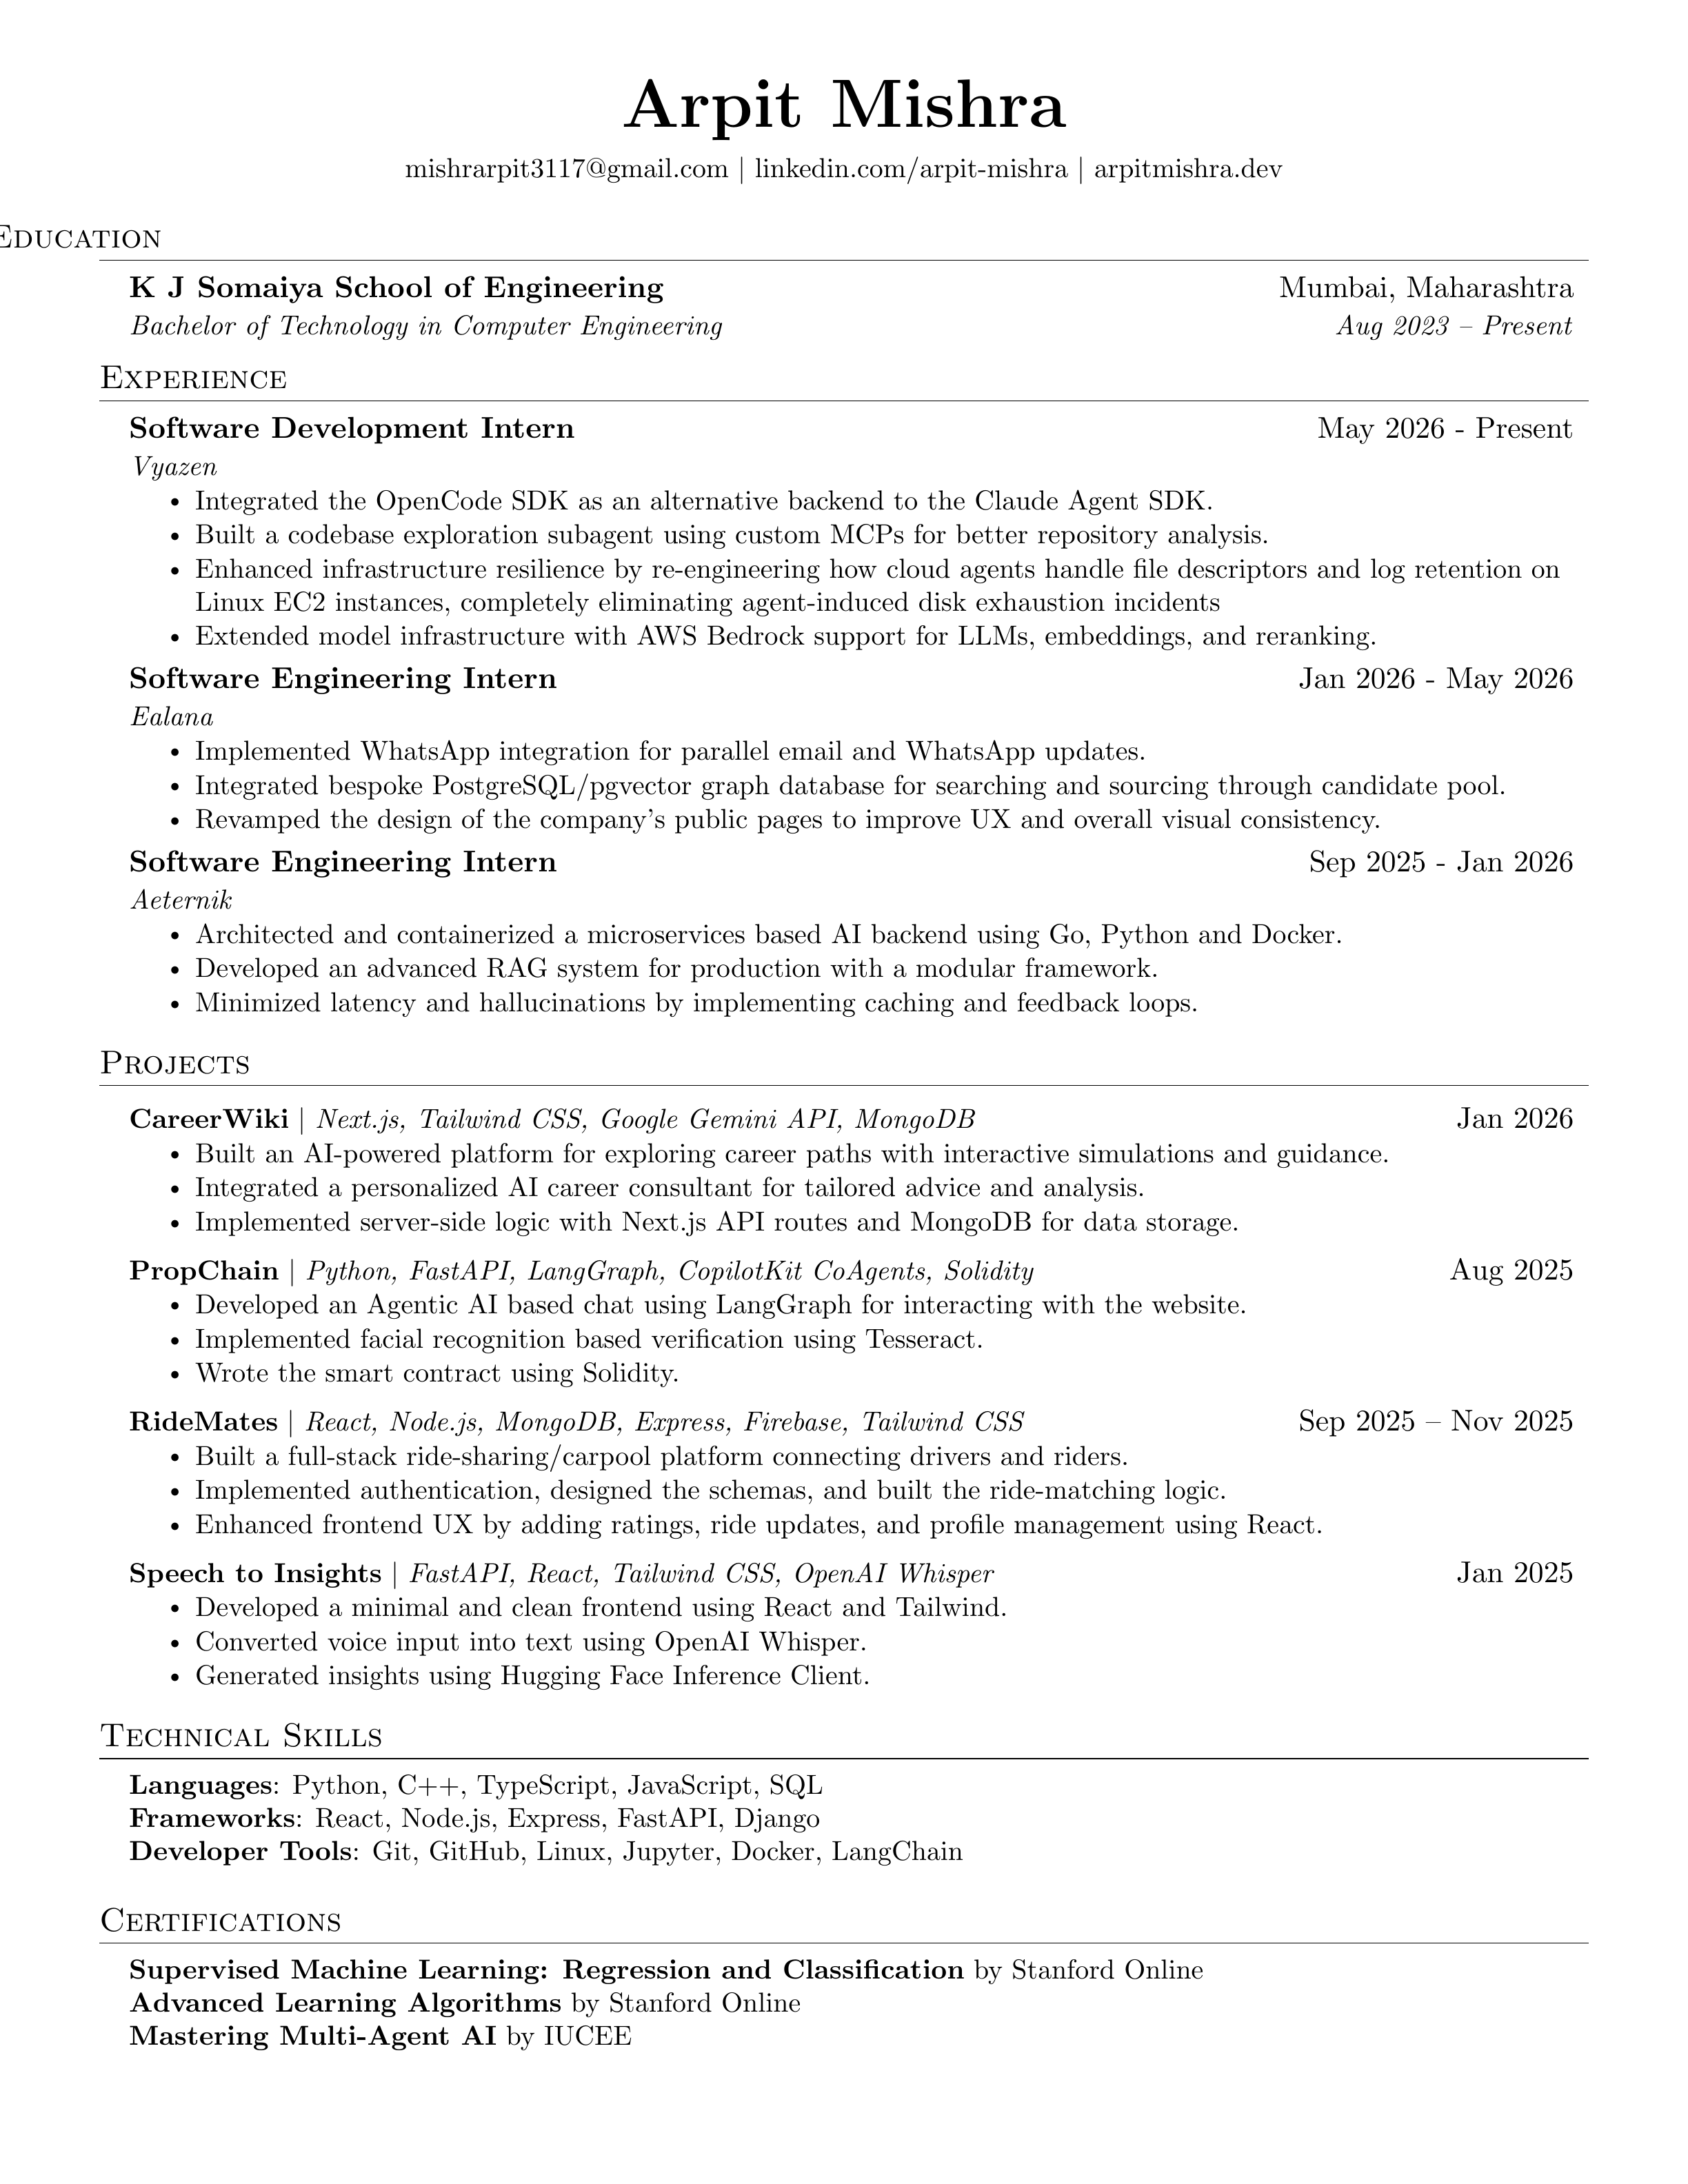 Arpit Mishra
mishrarpit3117@gmail.com | linkedin.com/arpit-mishra | arpitmishra.dev
Education
K J Somaiya School of Engineering Mumbai, Maharashtra
Bachelor of Technology in Computer Engineering Aug 2023 – Present
Experience
Software Development Intern May 2026 - Present
Vyazen
• Integrated the OpenCode SDK as an alternative backend to the Claude Agent SDK.
• Built a codebase exploration subagent using custom MCPs for better repository analysis.
• Enhanced infrastructure resilience by re-engineering how cloud agents handle file descriptors and log retention on
Linux EC2 instances, completely eliminating agent-induced disk exhaustion incidents
• Extended model infrastructure with AWS Bedrock support for LLMs, embeddings, and reranking.
Software Engineering Intern Jan 2026 - May 2026
Ealana
• Implemented WhatsApp integration for parallel email and WhatsApp updates.
• Integrated bespoke PostgreSQL/pgvector graph database for searching and sourcing through candidate pool.
• Revamped the design of the company's public pages to improve UX and overall visual consistency.
Software Engineering Intern Sep 2025 - Jan 2026
Aeternik
• Architected and containerized a microservices based AI backend using Go, Python and Docker.
• Developed an advanced RAG system for production with a modular framework.
• Minimized latency and hallucinations by implementing caching and feedback loops.
Projects
CareerWiki | Next.js, Tailwind CSS, Google Gemini API, MongoDB Jan 2026
• Built an AI-powered platform for exploring career paths with interactive simulations and guidance.
• Integrated a personalized AI career consultant for tailored advice and analysis.
• Implemented server-side logic with Next.js API routes and MongoDB for data storage.
PropChain | Python, FastAPI, LangGraph, CopilotKit CoAgents, Solidity Aug 2025
• Developed an Agentic AI based chat using LangGraph for interacting with the website.
• Implemented facial recognition based verification using Tesseract.
• Wrote the smart contract using Solidity.
RideMates | React, Node.js, MongoDB, Express, Firebase, Tailwind CSS Sep 2025 – Nov 2025
• Built a full-stack ride-sharing/carpool platform connecting drivers and riders.
• Implemented authentication, designed the schemas, and built the ride-matching logic.
• Enhanced frontend UX by adding ratings, ride updates, and profile management using React.
Speech to Insights | FastAPI, React, Tailwind CSS, OpenAI Whisper Jan 2025
• Developed a minimal and clean frontend using React and Tailwind.
• Converted voice input into text using OpenAI Whisper.
• Generated insights using Hugging Face Inference Client.
Technical Skills
Languages: Python, C++, TypeScript, JavaScript, SQL
Frameworks: React, Node.js, Express, FastAPI, Django
Developer Tools: Git, GitHub, Linux, Jupyter, Docker, LangChain
Certifications
Supervised Machine Learning: Regression and Classification by Stanford Online
Advanced Learning Algorithms by Stanford Online
Mastering Multi-Agent AI by IUCEE